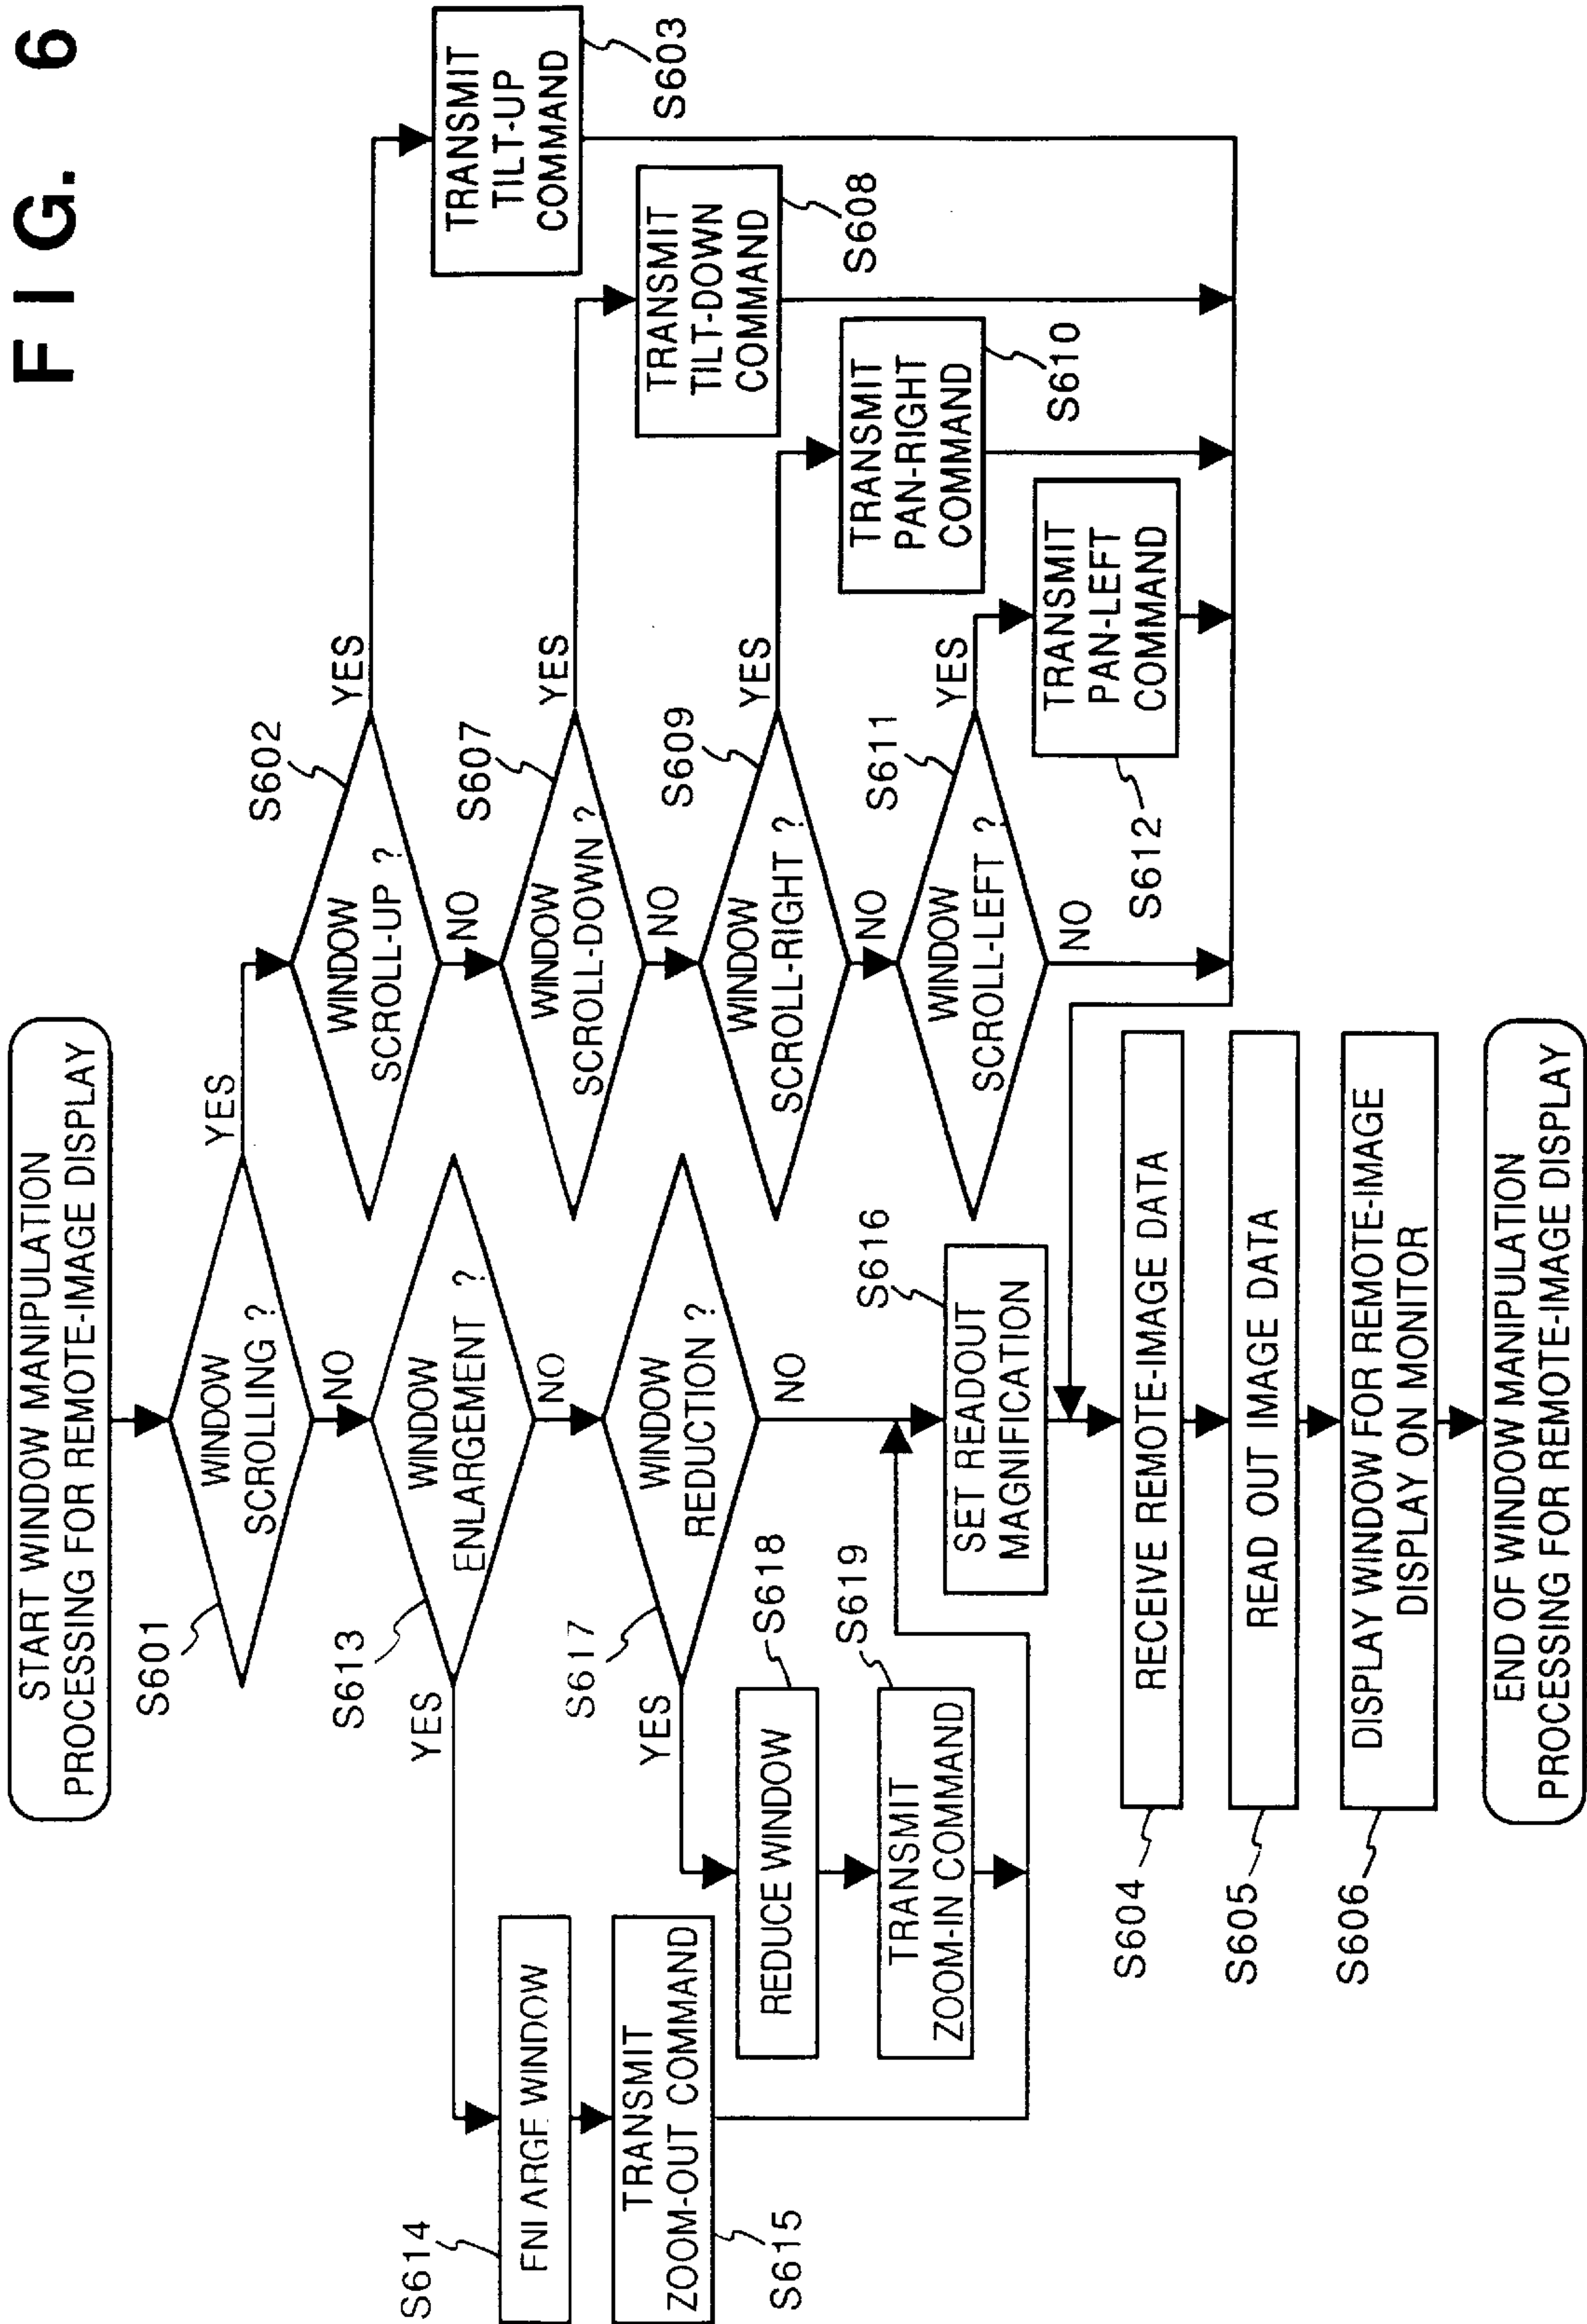 FIG. 6
START WINDOW MANIPULATION
PROCESSING FOR REMOTE-IMAGE DISPLAY
S601
WINDOW
SCROLLING ?
YES
NO
S602
WINDOW
SCROLL-UP ?
YES
NO
TRANSMIT
TILT-UP
COMMAND
S603
S607
WINDOW
SCROLL-DOWN ?
YES
NO
TRANSMIT
TILT-DOWN
COMMAND
S608
S609
WINDOW
SCROLL-RIGHT ?
YES
NO
TRANSMIT
PAN-RIGHT
COMMAND
S610
S611
WINDOW
SCROLL-LEFT ?
YES
NO
TRANSMIT
PAN-LEFT
COMMAND
S612
S613
WINDOW
ENLARGEMENT ?
YES
NO
S614
ENLARGE WINDOW
TRANSMIT
ZOOM-OUT COMMAND
S615
S617
WINDOW
REDUCTION ?
YES
NO
S618
REDUCE WINDOW
S619
TRANSMIT
ZOOM-IN COMMAND
S616
SET READOUT
MAGNIFICATION
S604
RECEIVE REMOTE-IMAGE DATA
S605
READ OUT IMAGE DATA
S606
DISPLAY WINDOW FOR REMOTE-IMAGE
DISPLAY ON MONITOR
END OF WINDOW MANIPULATION
PROCESSING FOR REMOTE-IMAGE DISPLAY